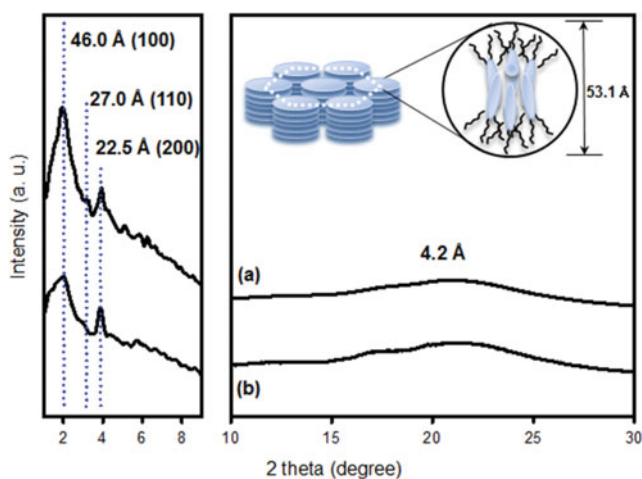 46.0 Å (100)
27.0 Å (110)
22.5 Å (200)
53.1 Å
4.2 Å
(a)
(b)
Intensity (a. u.)
2 4 6 8
10 15 20 25 30
2 theta (degree)